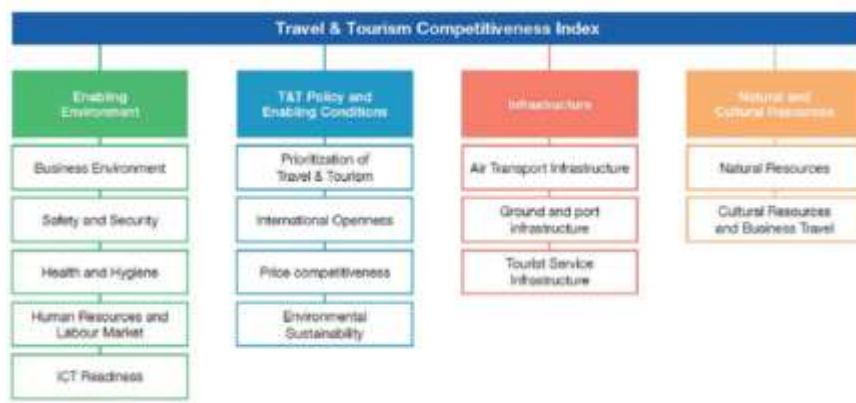 Travel & Tourism Competitiveness Index
Enabling
Environment
Business Environment
Safety and Security
Health and Hygiene
Human Resources and
Labour Market
ICT Readiness
T&T Policy and
Enabling Conditions
Prioritization of
Travel & Tourism
International Openness
Price competitiveness
Environmental
Sustainability
Infrastructure
Air Transport Infrastructure
Ground and port
infrastructure
Tourist Service
Infrastructure
Natural and
Cultural Resources
Natural Resources
Cultural Resources
and Business Travel